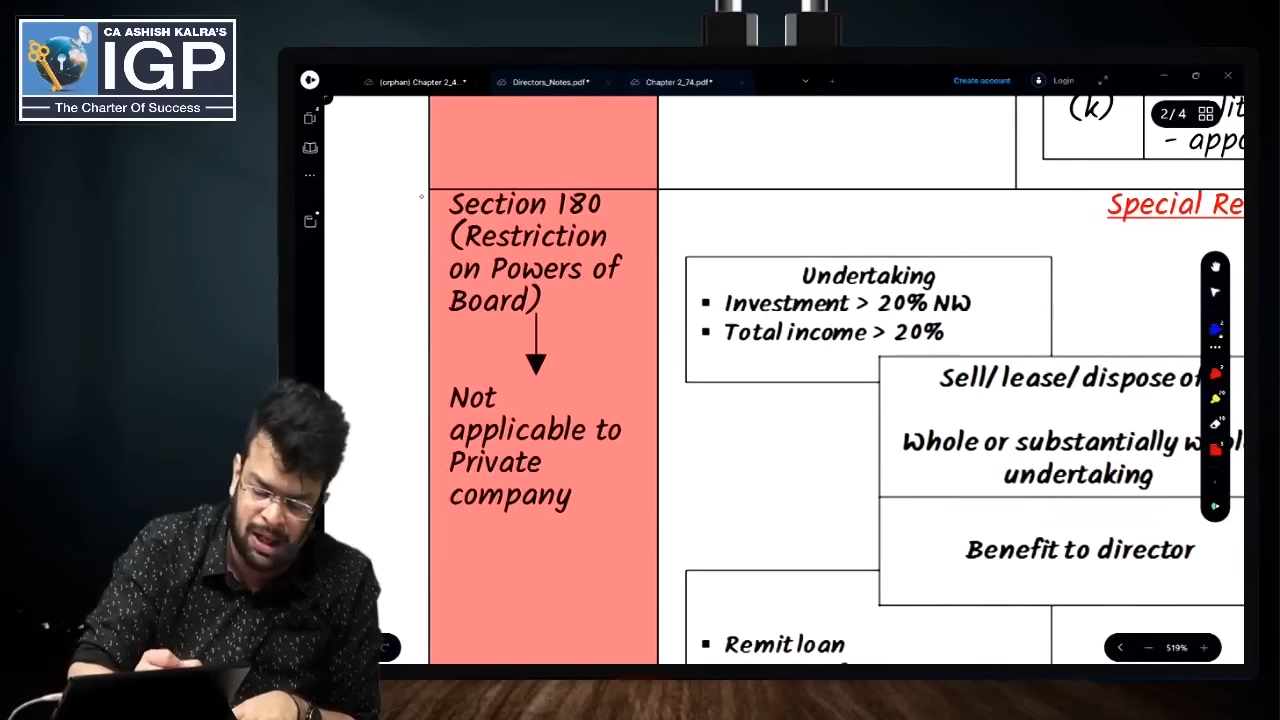 CA ASHISH KALRA'S
IGP
The Charter Of Success
(orphan) Chapter 2_4...*
Directors_Notes.pdf*
Chapter 2_74.pdf*
Create account
Login
(k)
2/4
- appo
Section 180
(Restriction
on Powers of
Board)
Not
applicable to
Private
company
Special Re
Undertaking
▪ Investment > 20% NW
▪ Total income > 20%
Sell/ lease/ dispose of
Whole or substantially w
undertaking
Benefit to director
▪ Remit loan
519%